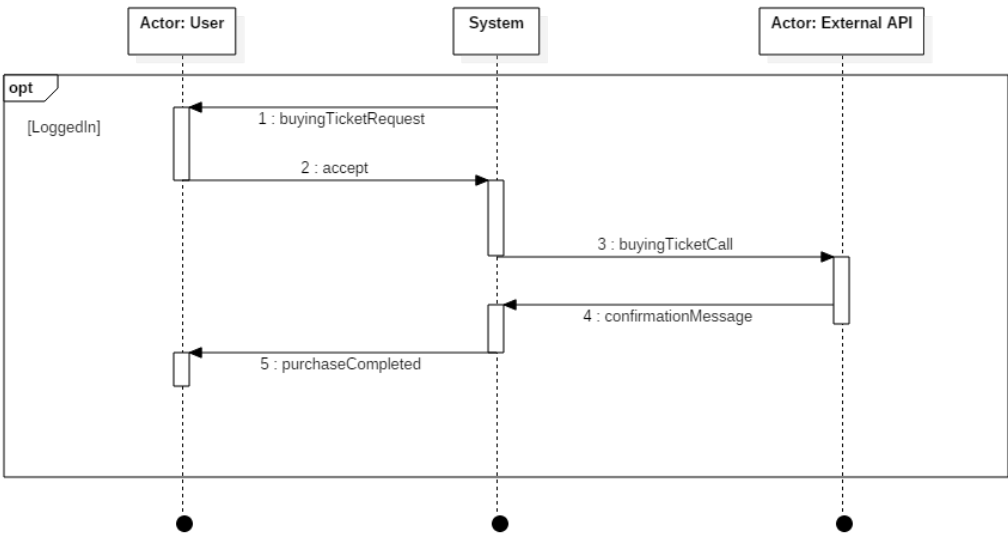 Actor: User
System
Actor: External API
opt
[LoggedIn]
1 : buyingTicketRequest
2 : accept
3 : buyingTicketCall
4 : confirmationMessage
5 : purchaseCompleted